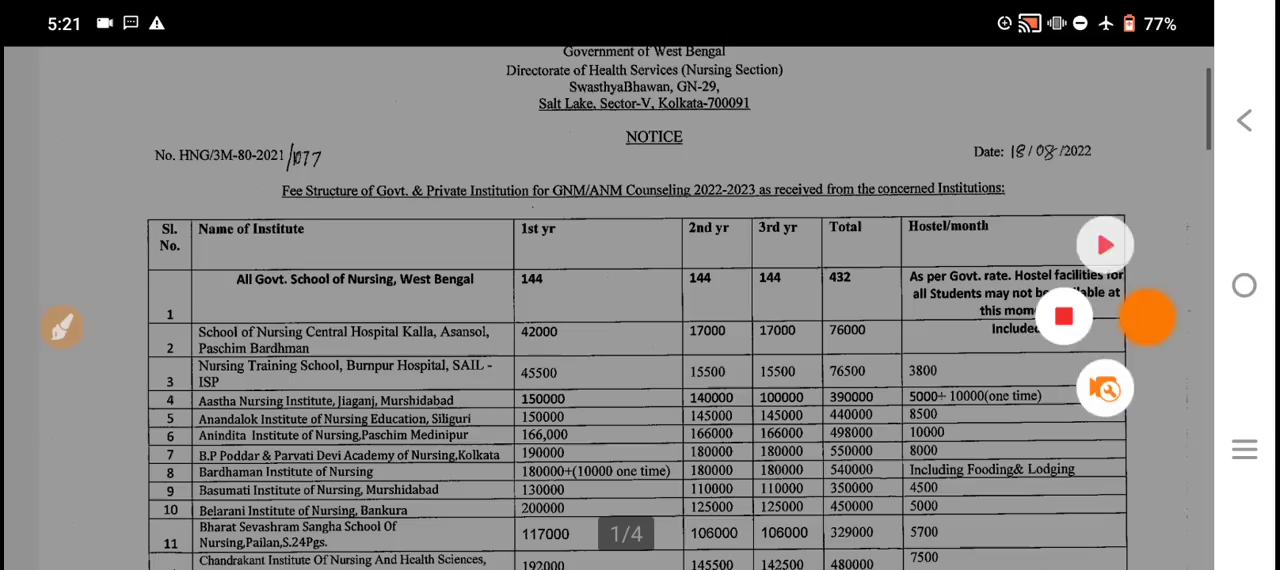 5:21
77%
Government of West Bengal
Directorate of Health Services (Nursing Section)
SwasthyaBhawan, GN-29,
Salt Lake, Sector-V, Kolkata-700091
NOTICE
No. HNG/3M-80-2021/1077
Date: 18/08/2022
Fee Structure of Govt. & Private Institution for GNM/ANM Counseling 2022-2023 as received from the concerned Institutions:
Sl. No. Name of Institute 1st yr 2nd yr 3rd yr Total Hostel/month
1 All Govt. School of Nursing, West Bengal 144 144 144 432 As per Govt. rate. Hostel facilities for
all Students may not be available at
this mom
2 School of Nursing Central Hospital Kalla, Asansol, 42000 17000 17000 76000 Included
Paschim Bardhman
3 Nursing Training School, Burnpur Hospital, SAIL - 45500 15500 15500 76500 3800
ISP
4 Aastha Nursing Institute, Jiaganj, Murshidabad 150000 140000 100000 390000 5000+ 10000(one time)
5 Anandalok Institute of Nursing Education, Siliguri 150000 145000 145000 440000 8500
6 Anindita Institute of Nursing,Paschim Medinipur 166,000 166000 166000 498000 10000
7 B.P Poddar & Parvati Devi Academy of Nursing,Kolkata 190000 180000 180000 550000 8000
8 Bardhaman Institute of Nursing 180000+(10000 one time) 180000 180000 540000 Including Fooding& Lodging
9 Basumati Institute of Nursing, Murshidabad 130000 110000 110000 350000 4500
10 Belarani Institute of Nursing, Bankura 200000 125000 125000 450000 5000
11 Bharat Sevashram Sangha School Of 117000 106000 106000 329000 5700
Nursing,Pailan,S.24Pgs.
Chandrakant Institute Of Nursing And Health Sciences, 192000 145500 142500 480000 7500
1/4